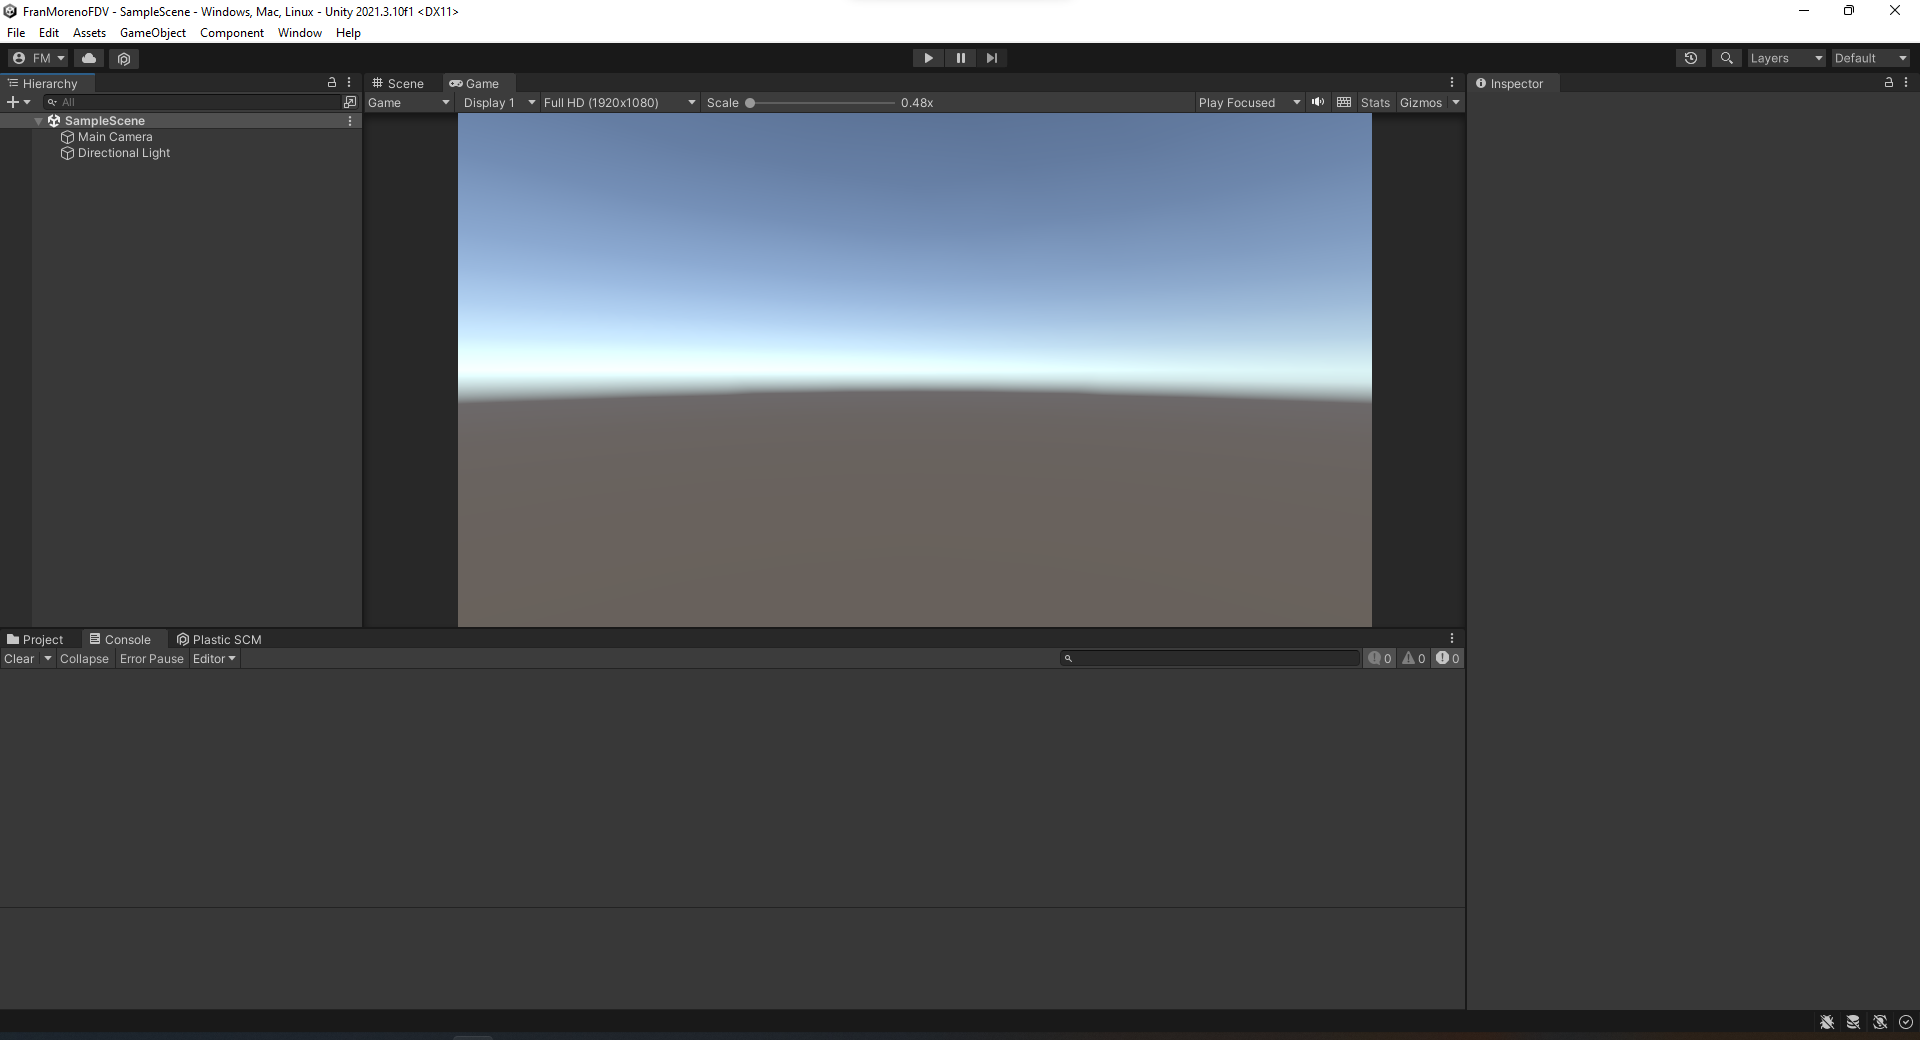 FranMorenoFDV - SampleScene - Windows, Mac, Linux - Unity 2021.3.10f1 <DX11>
File Edit Assets GameObject Component Window Help
FM Layers Default
Hierarchy Scene Game Inspector
All Game Display 1 Full HD (1920x1080) Scale 0.48x Play Focused Stats Gizmos
SampleScene
Main Camera
Directional Light
Project Console Plastic SCM
Clear Collapse Error Pause Editor 0 0 0